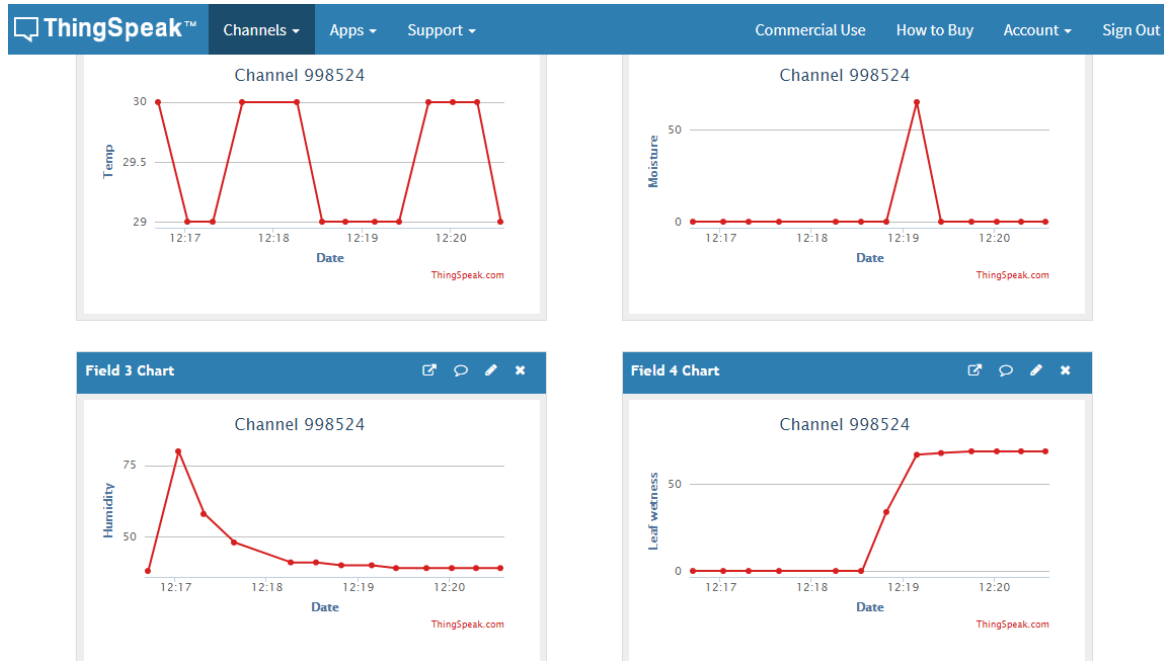 ThingSpeak™ Channels Apps Support Commercial Use How to Buy Account Sign Out
Channel 998524
30
29.5
29
Temp
12:17 12:18 12:19 12:20
Date
ThingSpeak.com
Channel 998524
50
0
Moisture
12:17 12:18 12:19 12:20
Date
ThingSpeak.com
Field 3 Chart
Channel 998524
75
50
Humidity
12:17 12:18 12:19 12:20
Date
ThingSpeak.com
Field 4 Chart
Channel 998524
50
0
Leaf wetness
12:17 12:18 12:19 12:20
Date
ThingSpeak.com